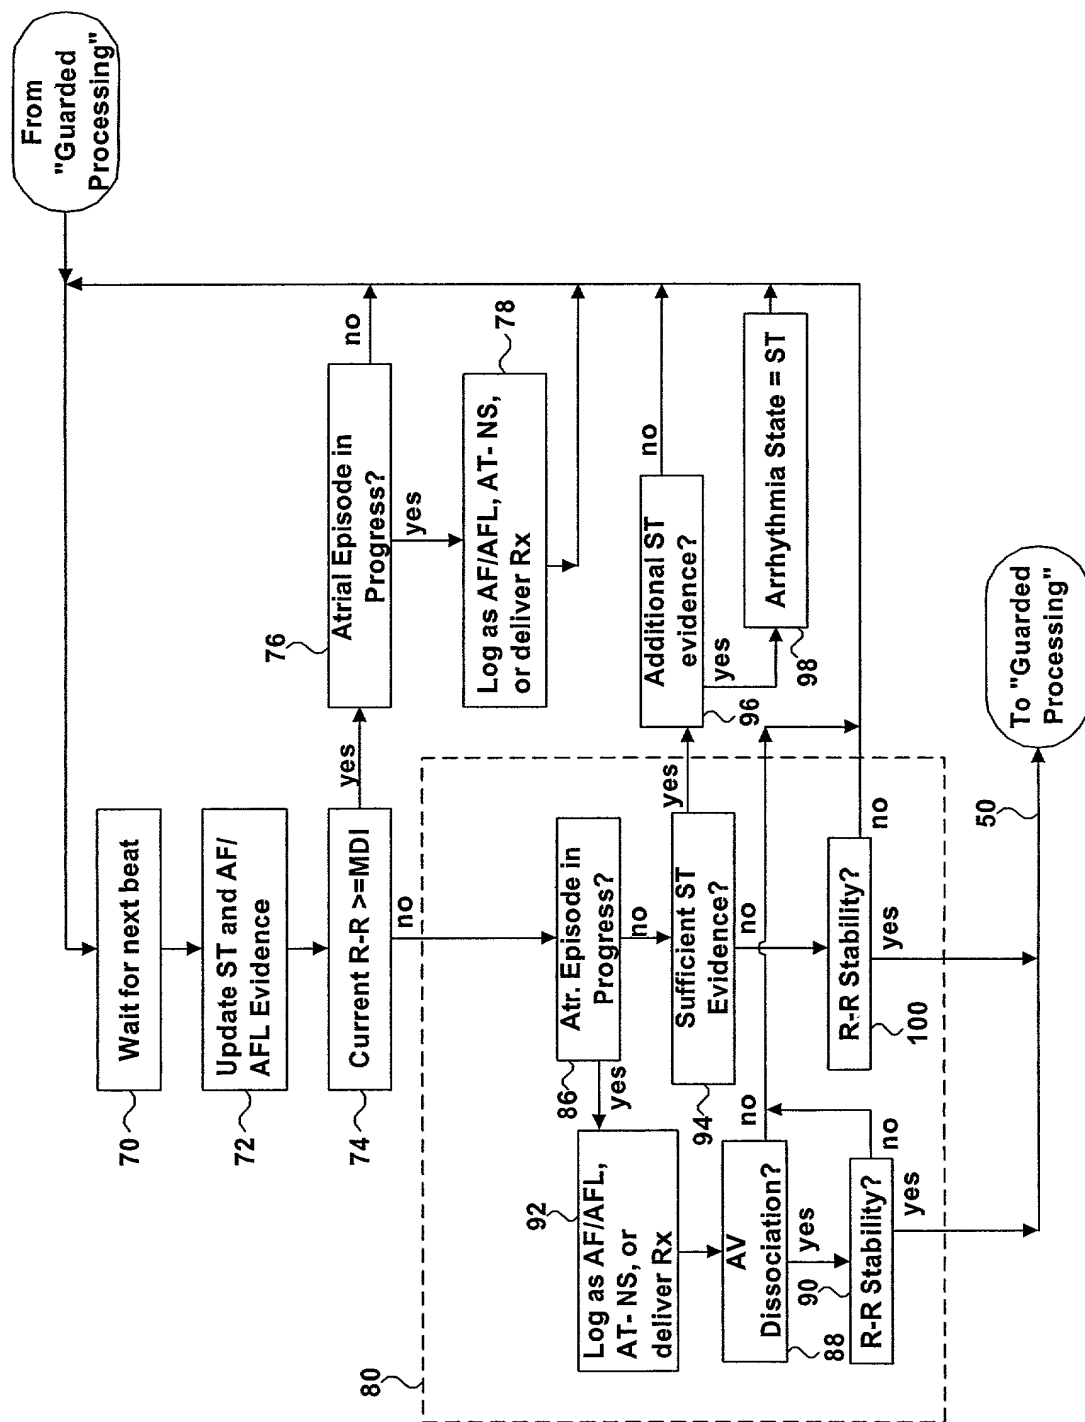 From
"Guarded
Processing"
Wait for next beat
70
Update ST and AF/
AFL Evidence
72
Current R-R >=MDI
74
yes
no
76
Atrial Episode in
Progress?
no
yes
78
Log as AF/AFL, AT- NS,
or deliver Rx
80
86
Atr. Episode in
Progress?
yes
no
92
Log as AF/AFL,
AT- NS, or
deliver Rx
94
Sufficient ST
Evidence?
yes
no
96
Additional ST
evidence?
no
yes
98
Arrhythmia State = ST
88
AV
Dissociation?
no
yes
90
R-R Stability?
no
yes
100
R-R Stability?
no
yes
50
To "Guarded
Processing"